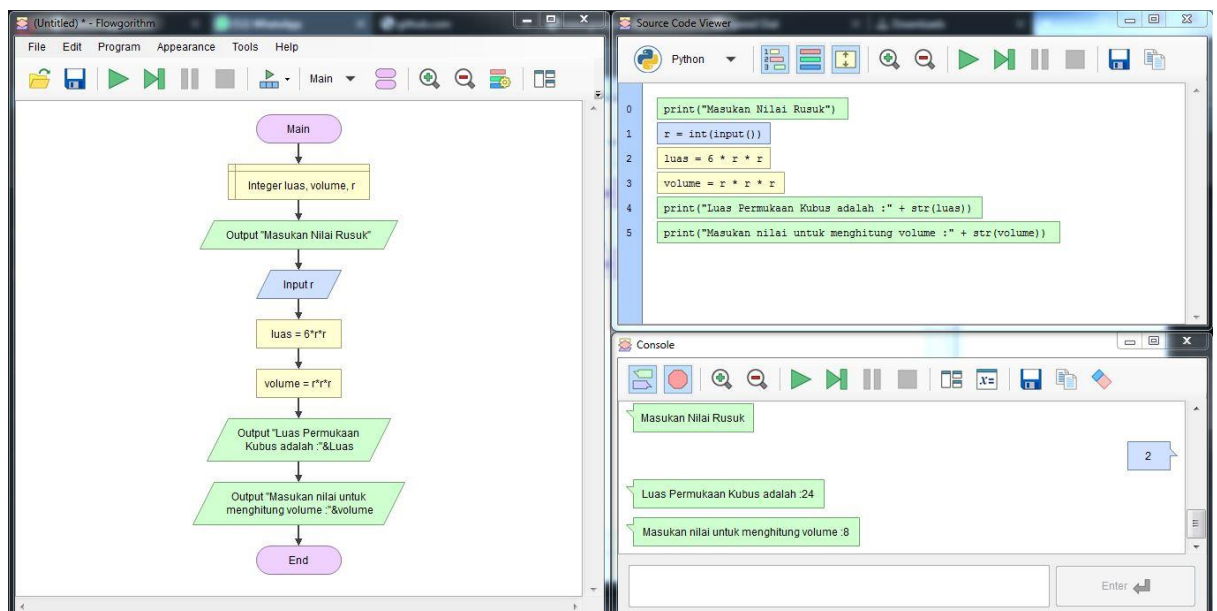 (Untitled) * - Flowgorithm
File Edit Program Appearance Tools Help
Main
Main
Integer luas, volume, r
Output "Masukan Nilai Rusuk"
Input r
luas = 6*r*r
volume = r*r*r
Output "Luas Permukaan
Kubus adalah :"&Luas
Output "Masukan nilai untuk
menghitung volume :"&volume
End
Source Code Viewer
Python
0 print("Masukan Nilai Rusuk")
1 r = int(input())
2 luas = 6 * r * r
3 volume = r * r * r
4 print("Luas Permukaan Kubus adalah :" + str(luas))
5 print("Masukan nilai untuk menghitung volume :" + str(volume))
Console
x=
Masukan Nilai Rusuk
2
Luas Permukaan Kubus adalah :24
Masukan nilai untuk menghitung volume :8
Enter